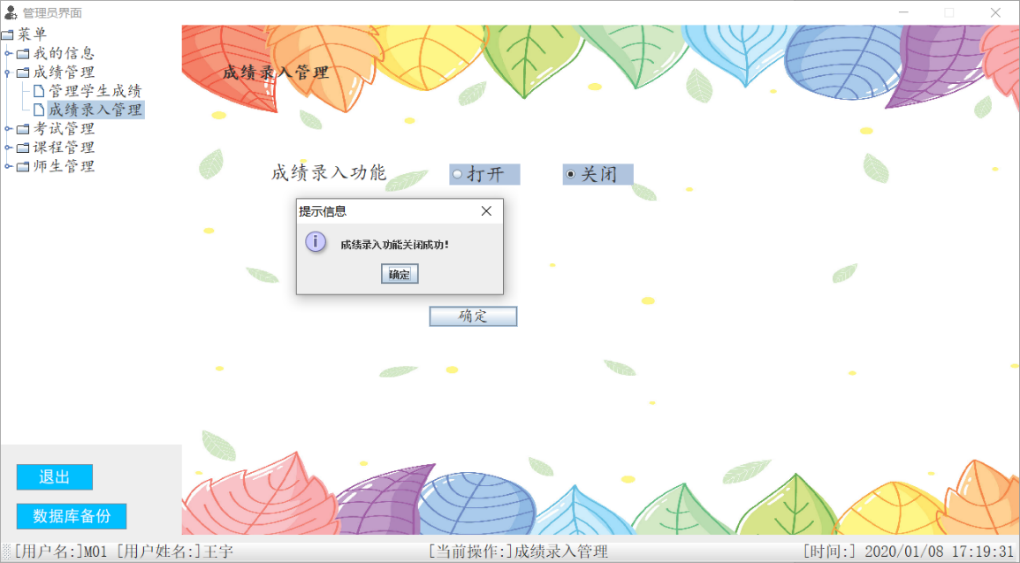 管理员界面
菜单
我的信息
成绩管理
管理学生成绩
成绩录入管理
考试管理
课程管理
师生管理
成绩录入管理
成绩录入功能 打开 关闭
提示信息
成绩录入功能关闭成功!
确定
确定
退出
数据库备份
[用户名:]M01 [用户姓名:]王宇 [当前操作:]成绩录入管理 [时间:] 2020/01/08 17:19:31